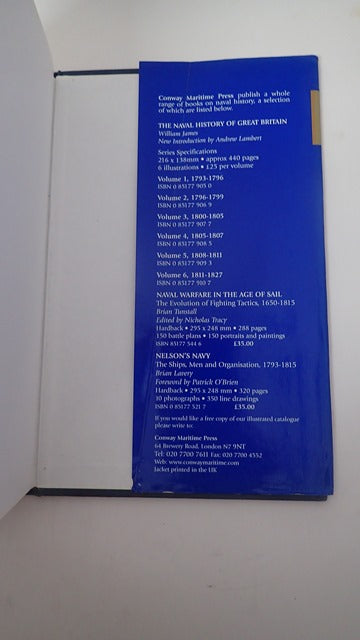 Conway Maritime Press publish a whole
range of books on naval history, a selection
of which are listed below.
THE NAVAL HISTORY OF GREAT BRITAIN
William James
New Introduction by Andrew Lambert
Series Specifications
216 x 138mm • approx 440 pages
6 illustrations • £25 per volume
Volume 1, 1793-1796
ISBN 0 85177 905 0
Volume 2, 1796-1799
ISBN 0 85177 906 9
Volume 3, 1800-1805
ISBN 0 85177 907 7
Volume 4, 1805-1807
ISBN 0 85177 908 5
Volume 5, 1808-1811
ISBN 0 85177 909 3
Volume 6, 1811-1827
ISBN 0 85177 910 7
NAVAL WARFARE IN THE AGE OF SAIL
The Evolution of Fighting Tactics, 1650-1815
Brian Tunstall
Edited by Nicholas Tracy
Hardback • 295 x 248 mm • 288 pages
150 battle plans • 150 portraits and paintings
ISBN 85177 544 6 £35.00
NELSON'S NAVY
The Ships, Men and Organisation, 1793-1815
Brian Lavery
Foreword by Patrick O'Brien
Hardback • 295 x 248 mm • 320 pages
10 photographs • 350 line drawings
ISBN 0 85177 521 7 £35.00
If you would like a free copy of our illustrated catalogue
please write to:
Conway Maritime Press
64 Brewery Road, London N7 9NT
Tel: 020 7700 7611 Fax: 020 7700 4552
Web: www.conwaymaritime.com
Jacket printed in the UK